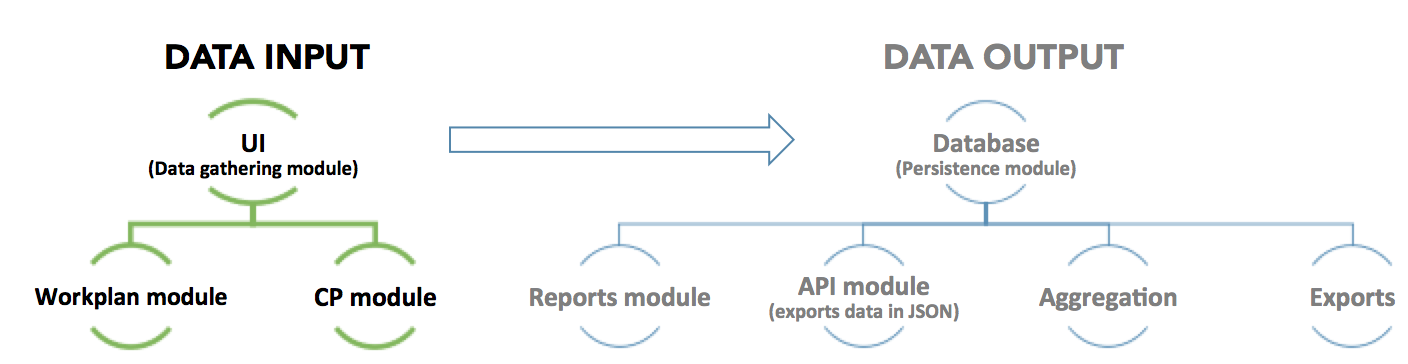 DATA INPUT
UI
(Data gathering module)
Workplan module
CP module
DATA OUTPUT
Database
(Persistence module)
Reports module
API module
(exports data in JSON)
Aggregation
Exports